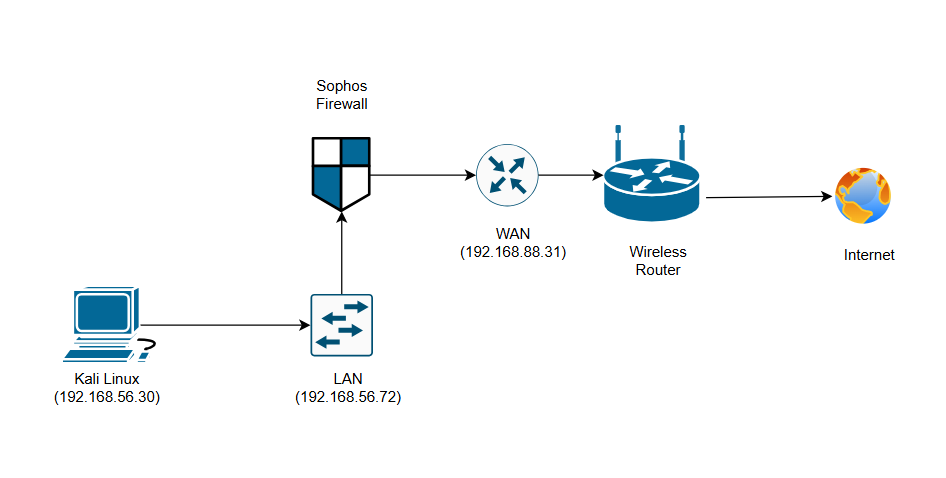 Sophos
Firewall
WAN
(192.168.88.31)
Wireless
Router
Internet
Kali Linux
(192.168.56.30)
LAN
(192.168.56.72)